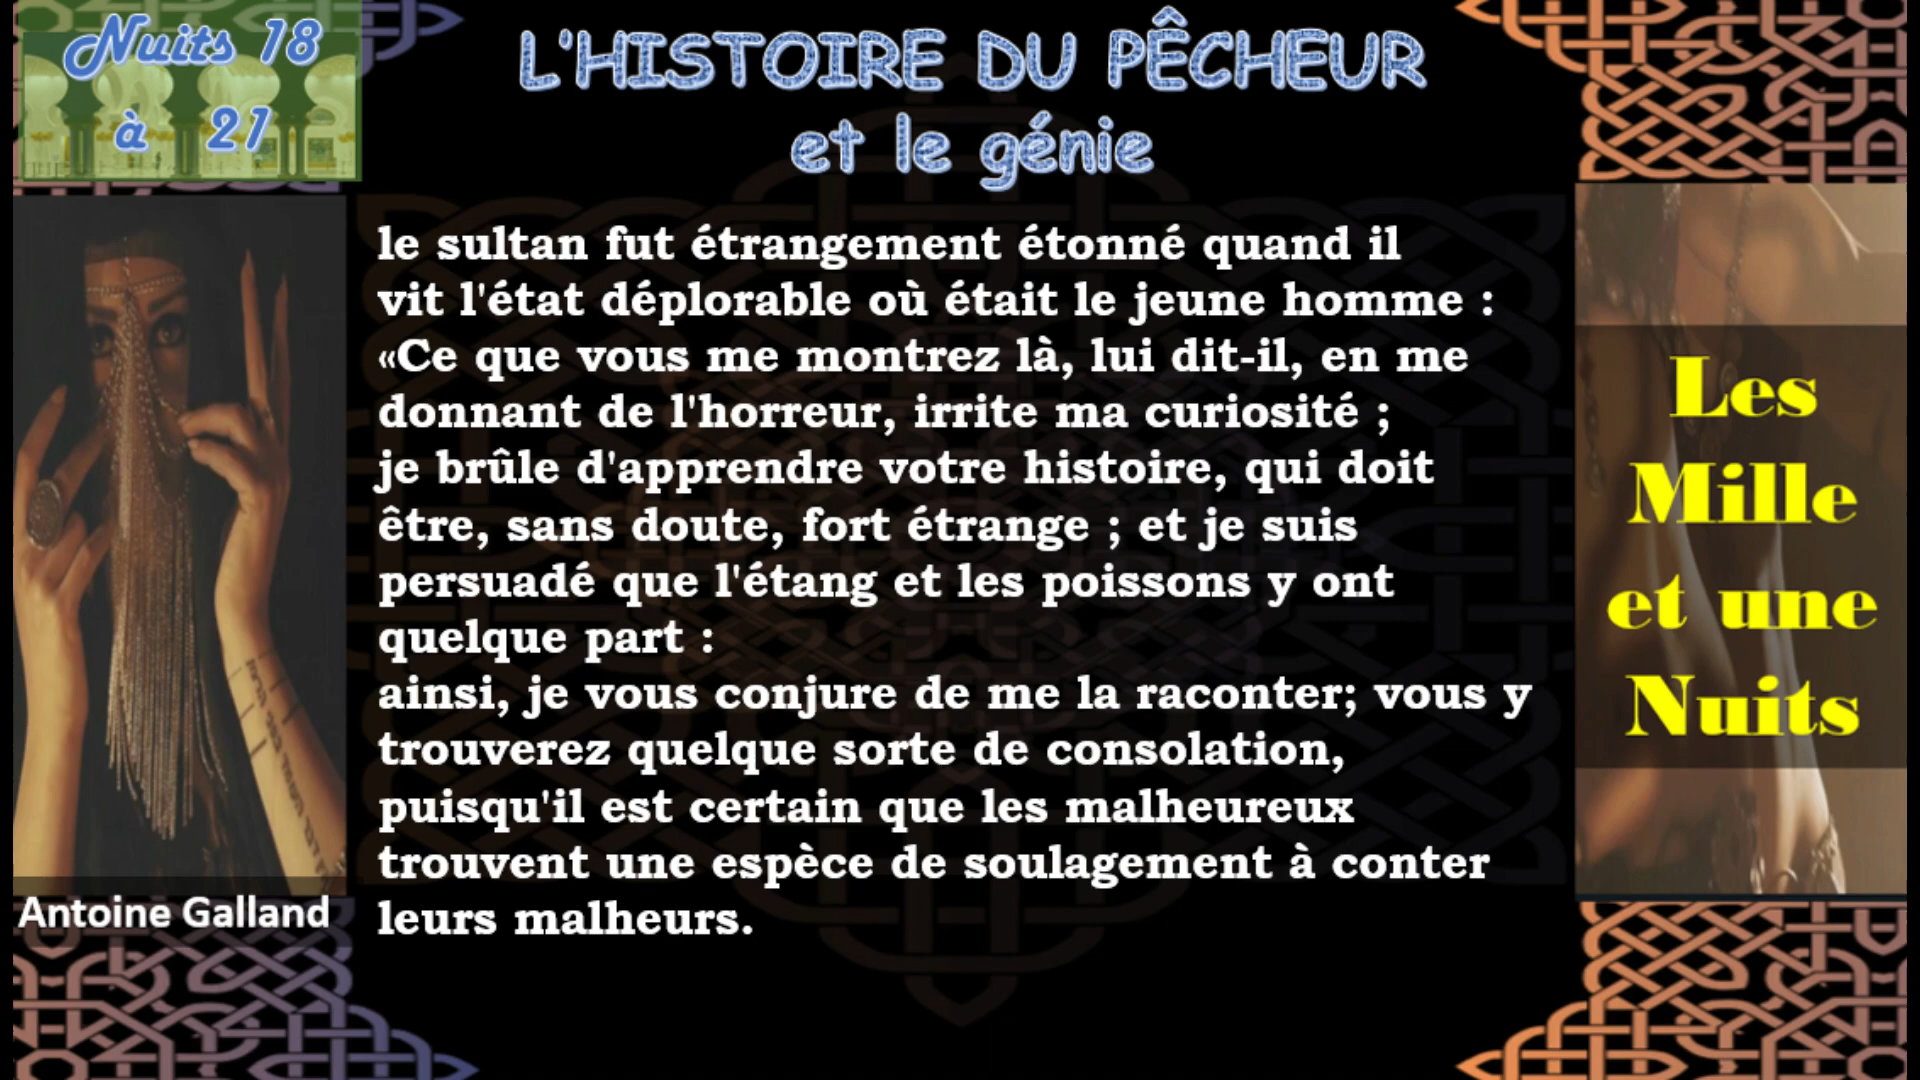 Nuits 18
à 21
L'HISTOIRE DU PÊCHEUR
et le génie
le sultan fut étrangement étonné quand il
vit l'état déplorable où était le jeune homme :
«Ce que vous me montrez là, lui dit-il, en me
donnant de l'horreur, irrite ma curiosité ;
je brûle d'apprendre votre histoire, qui doit
être, sans doute, fort étrange ; et je suis
persuadé que l'étang et les poissons y ont
quelque part :
ainsi, je vous conjure de me la raconter; vous y
trouverez quelque sorte de consolation,
puisqu'il est certain que les malheureux
trouvent une espèce de soulagement à conter
leurs malheurs.
Antoine Galland
Les
Mille
et une
Nuits